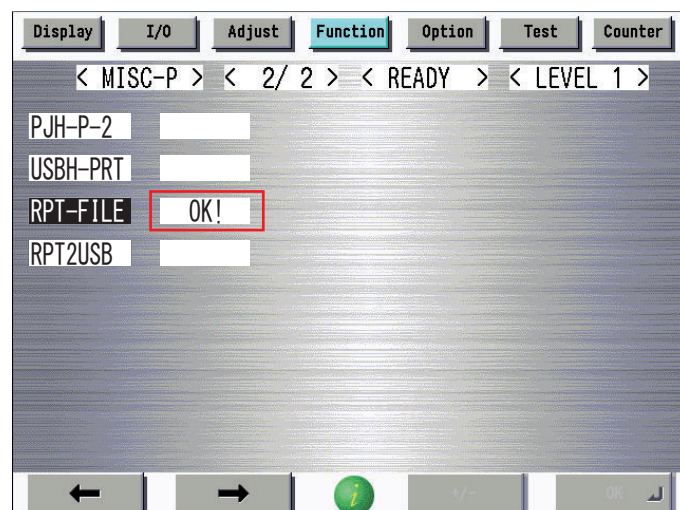 Display I/O Adjust Function Option Test Counter
< MISC-P > < 2/ 2 > < READY > < LEVEL 1 >
PJH-P-2
USBH-PRT
RPT-FILE OK!
RPT2USB
+/- OK